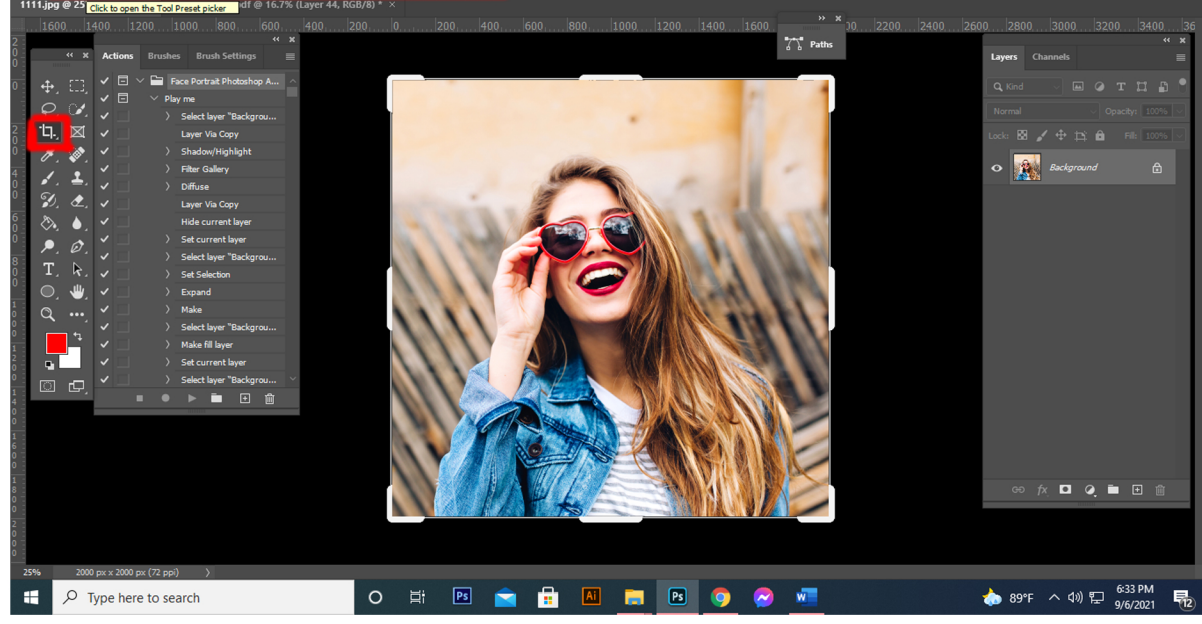 1111.jpg @ 25 Click to open the Tool Preset picker df @ 16.7% (Layer 44, RGB/8) * ×
1600 1400 1200 1000 800 600 400 200 0 200 400 600 800 1000 1200 1400 1600 1800 2000 2200 2400 2600 2800 3000 3200 3400 36
Paths
Actions Brushes Brush Settings
Face Portrait Photoshop A...
Play me
Select layer "Backgrou...
Layer Via Copy
Shadow/Highlight
Filter Gallery
Diffuse
Layer Via Copy
Hide current layer
Set current layer
Select layer "Backgrou...
Set Selection
Expand
Make
Select layer "Backgrou...
Make fill layer
Set current layer
Select layer "Backgrou...
Layers Channels
Kind
Normal Opacity: 100%
Lock: Fill: 100%
Background
fx
25% 2000 px x 2000 px (72 ppi)
Type here to search
Ps Ai Ps W
89°F 6:33 PM
9/6/2021
12